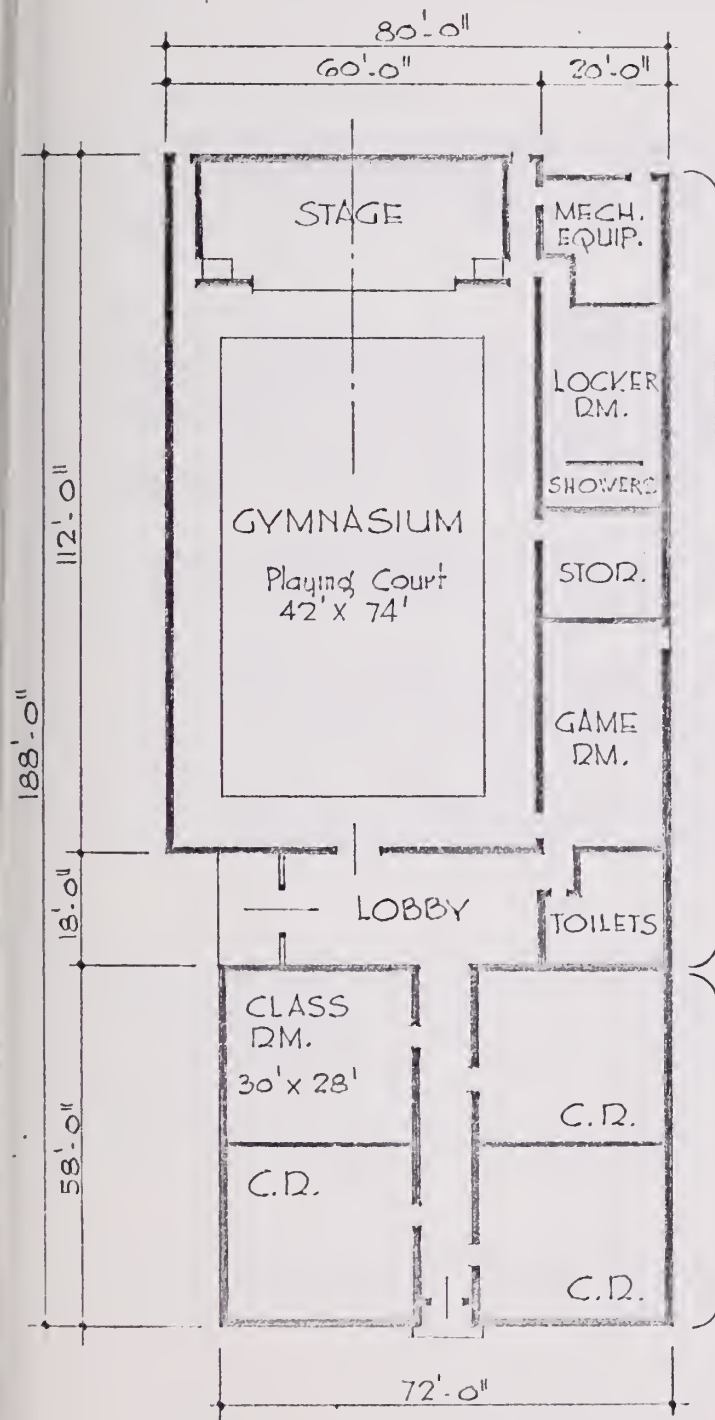 80'-0"
60'-0"
20'-0"
STAGE
MECH.
EQUIP.
LOCKER
RM.
SHOWERS
112'-0"
GYMNASIUM
Playing Court
42' X 74'
STOR.
188'-0"
GAME
RM.
18'-0"
LOBBY
TOILETS
CLASS
RM.
30' x 28'
C.R.
58'-0"
C.R.
C.R.
72'-0"